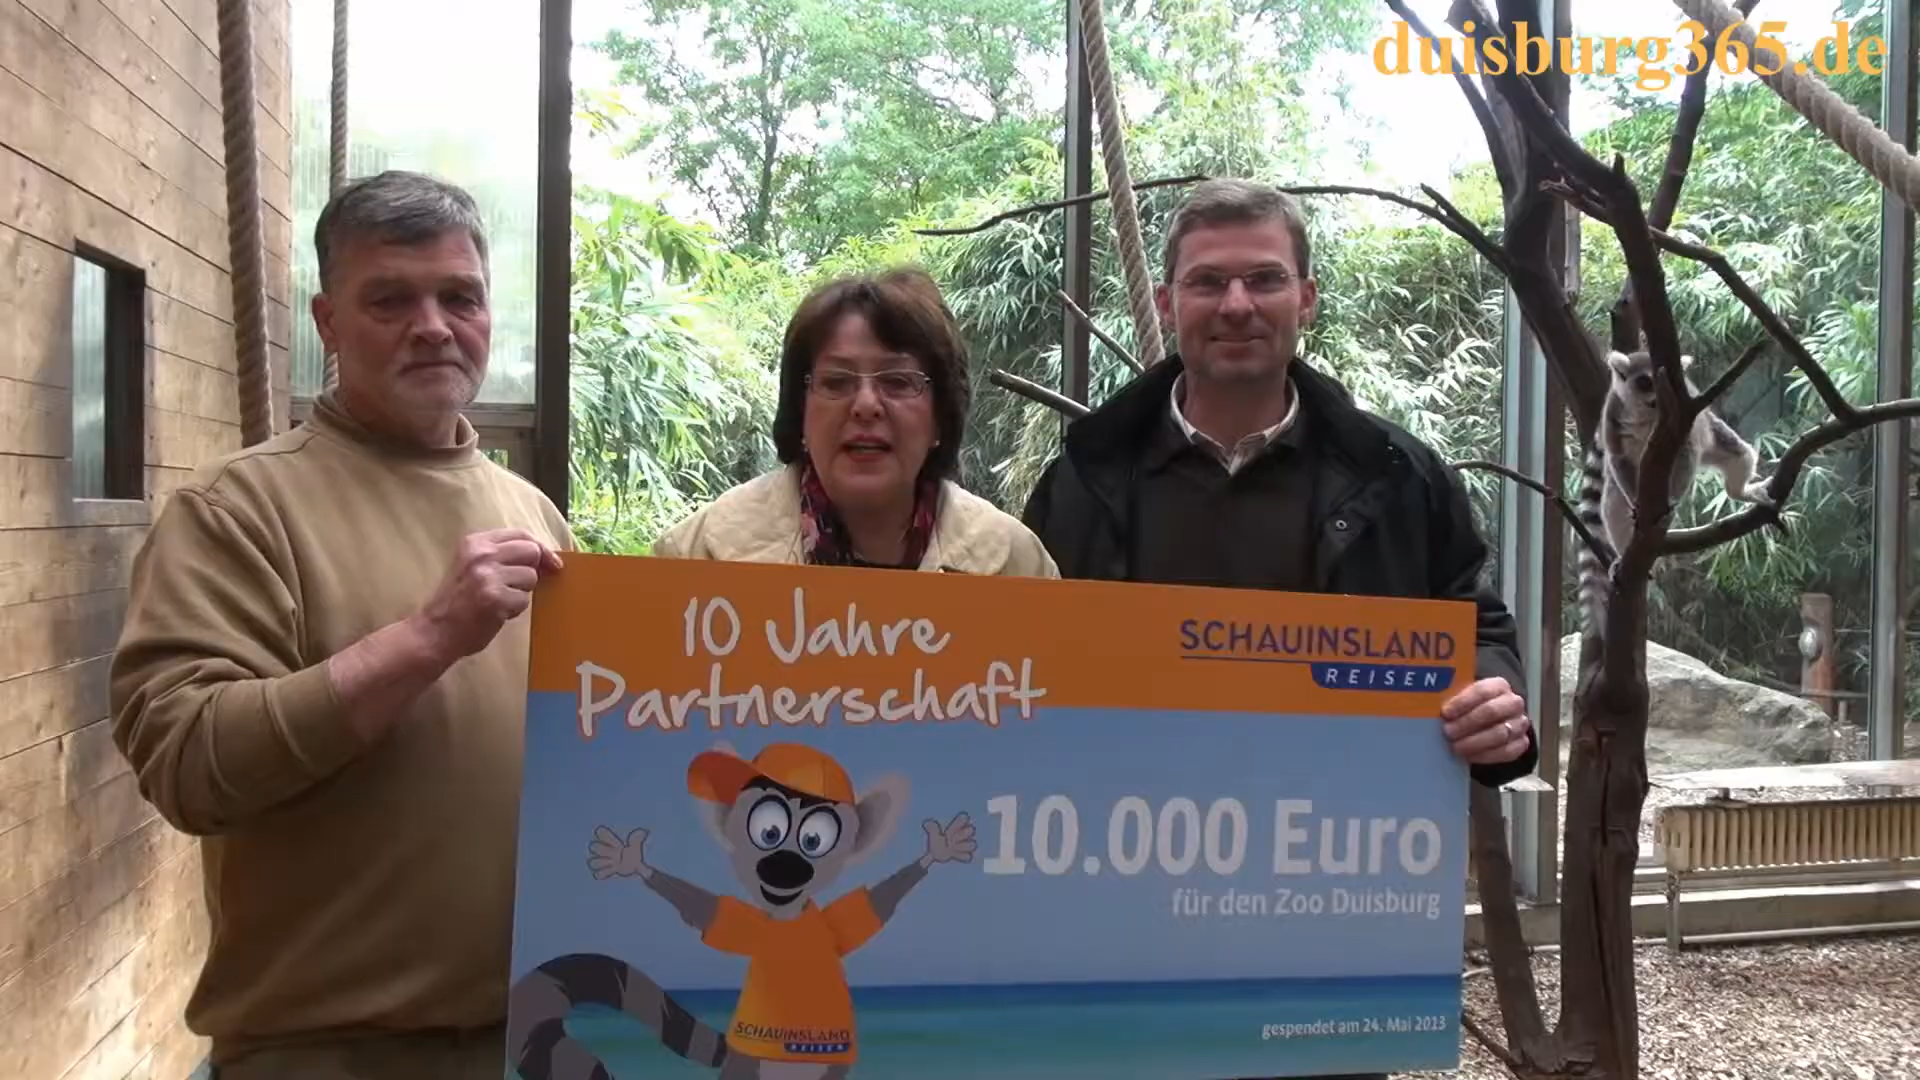 duisburg365.de
10 Jahre
Partnerschaft
SCHAUINSLAND
REISEN
10.000 Euro
für den Zoo Duisburg
SCHAUINSLAND
REISEN
gespendet am 24. Mai 2013